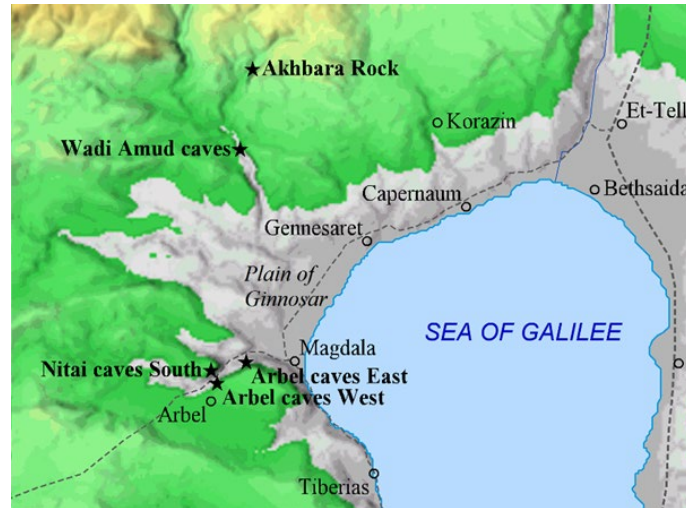 Akhbara Rock
Korazin
Et-Tell
Wadi Amud caves
Capernaum
Bethsaida
Gennesaret
Plain of
Ginnosar
SEA OF GALILEE
Magdala
Nitai caves South
Arbel caves East
Arbel caves West
Arbel
Tiberias